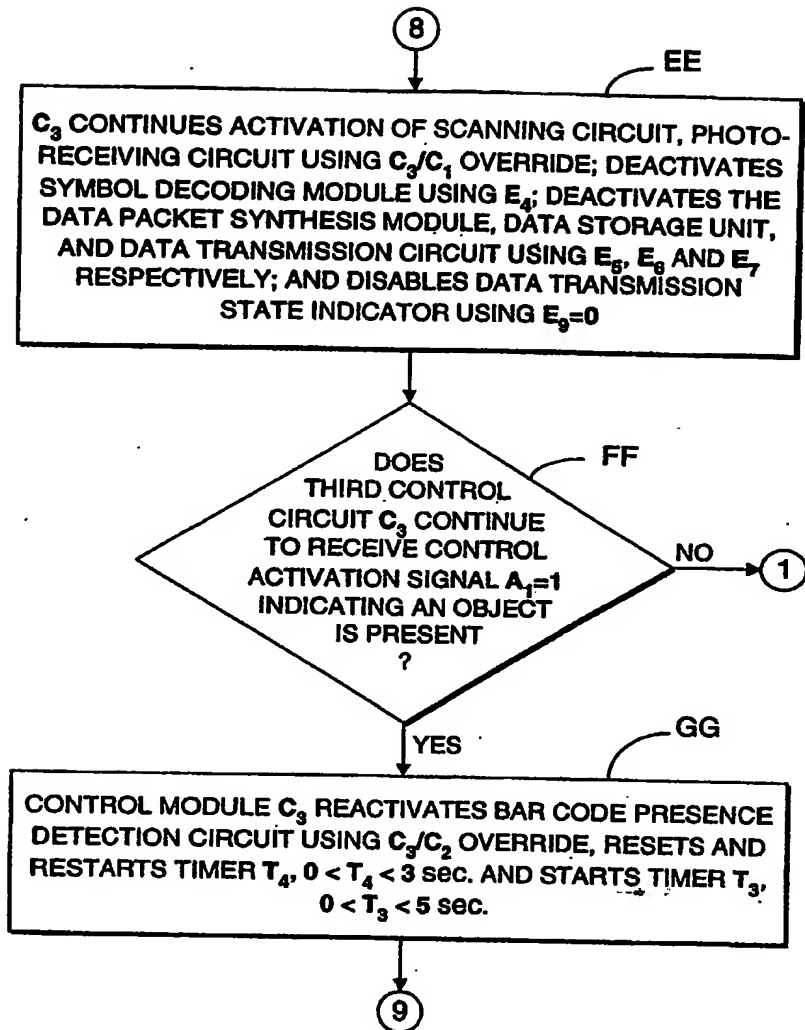 8
EE
C₃ CONTINUES ACTIVATION OF SCANNING CIRCUIT, PHOTO-
RECEIVING CIRCUIT USING C₃/C₁ OVERRIDE; DEACTIVATES
SYMBOL DECODING MODULE USING E₄; DEACTIVATES THE
DATA PACKET SYNTHESIS MODULE, DATA STORAGE UNIT,
AND DATA TRANSMISSION CIRCUIT USING E₅, E₆ AND E₇
RESPECTIVELY; AND DISABLES DATA TRANSMISSION
STATE INDICATOR USING E₉=0
FF
DOES
THIRD CONTROL
CIRCUIT C₃ CONTINUE
TO RECEIVE CONTROL
ACTIVATION SIGNAL A₁=1
INDICATING AN OBJECT
IS PRESENT
?
NO
1
YES
GG
CONTROL MODULE C₃ REACTIVATES BAR CODE PRESENCE
DETECTION CIRCUIT USING C₃/C₂ OVERRIDE, RESETS AND
RESTARTS TIMER T₄, 0 < T₄ < 3 sec. AND STARTS TIMER T₃,
0 < T₃ < 5 sec.
9